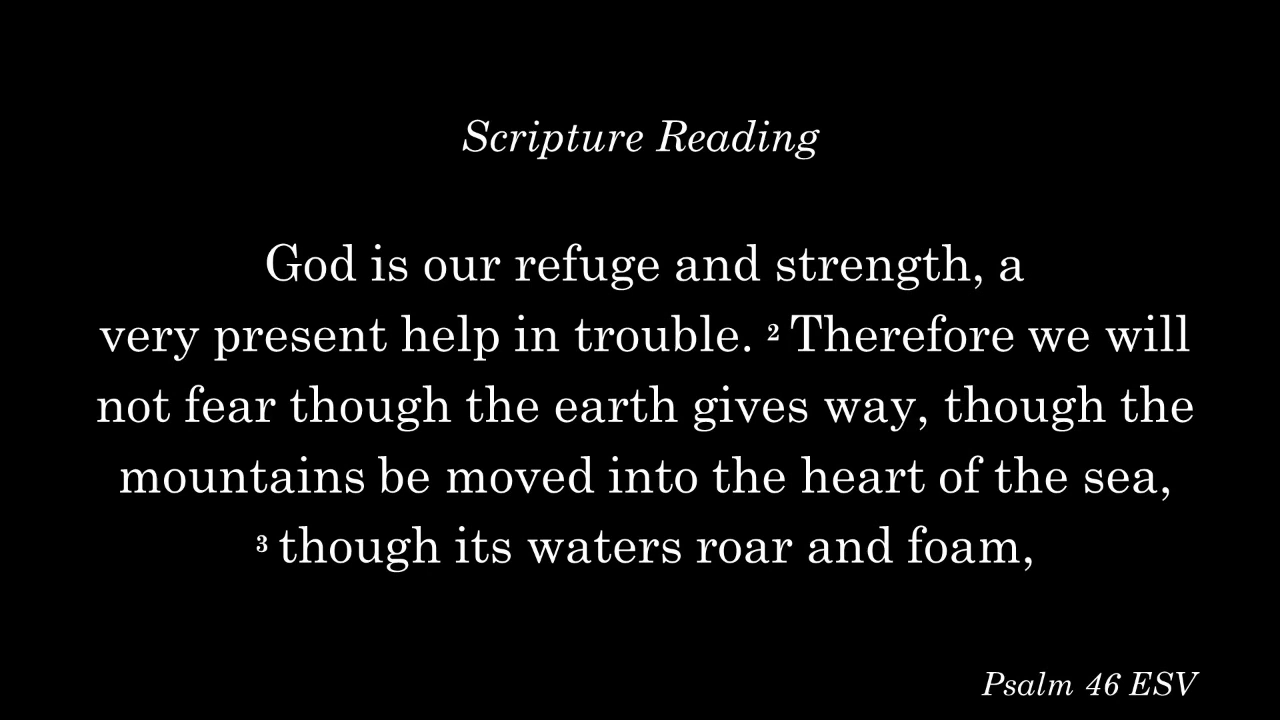 Scripture Reading
God is our refuge and strength, a
very present help in trouble. ² Therefore we will
not fear though the earth gives way, though the
mountains be moved into the heart of the sea,
³ though its waters roar and foam,
Psalm 46 ESV